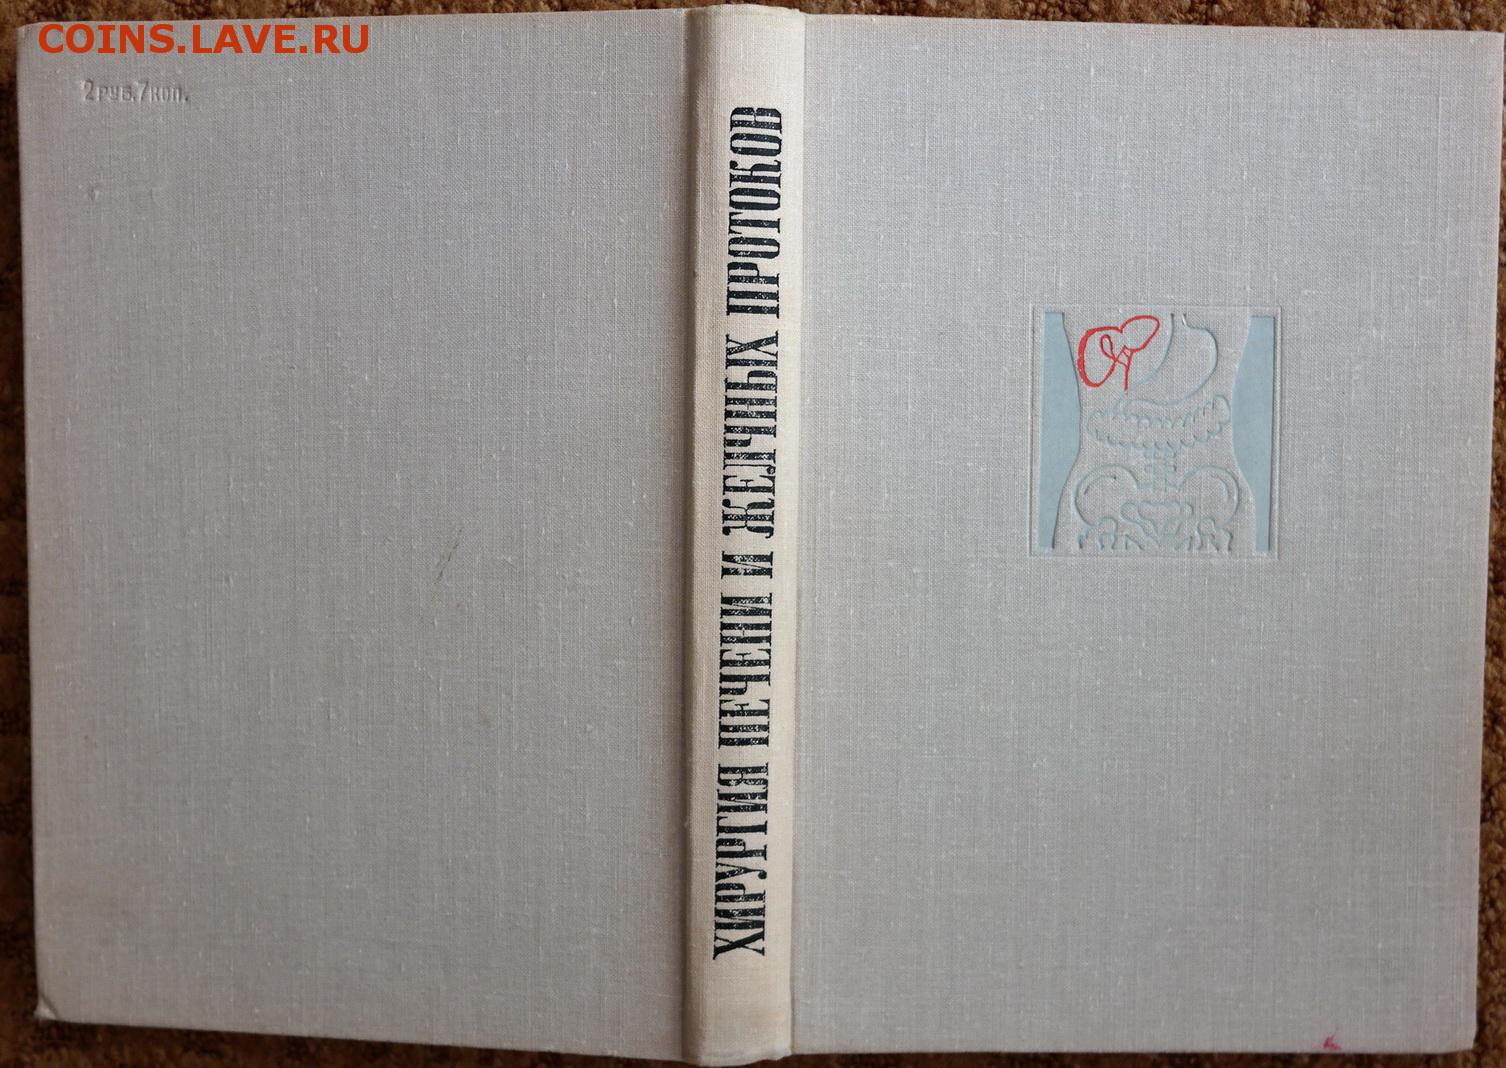 COINS.LAVE.RU
2 РУБ. 7 КОП.
ХИРУРГИЯ ПЕЧЕНИ И ЖЕЛЧНЫХ ПРОТОКОВ